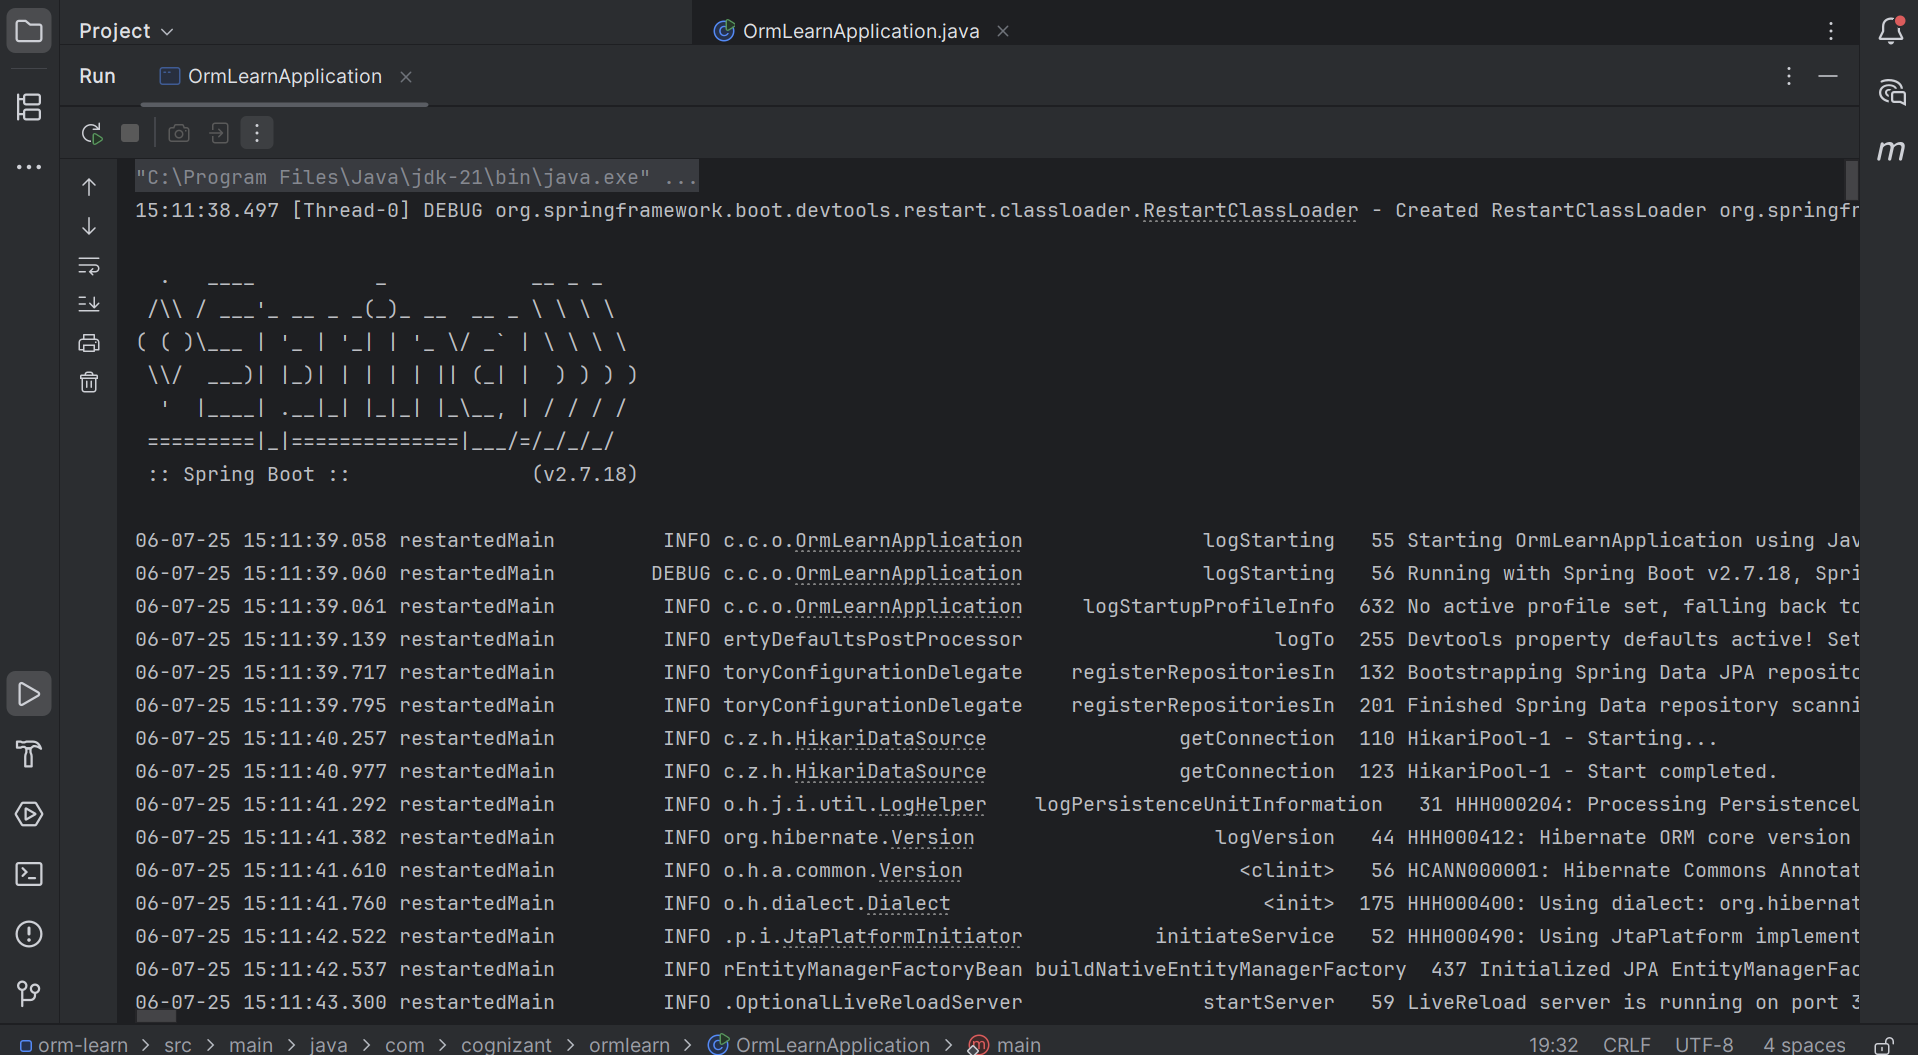 Project
OrmLearnApplication.java
Run
OrmLearnApplication
"C:\Program Files\Java\jdk-21\bin\java.exe" ...
15:11:38.497 [Thread-0] DEBUG org.springframework.boot.devtools.restart.classloader.RestartClassLoader - Created RestartClassLoader org.springfr
  .   ____          _            __ _ _
 /\\ / ___'_ __ _ _(_)_ __  __ _ \ \ \ \
( ( )\___ | '_ | '_| | '_ \/ _` | \ \ \ \
 \\/  ___)| |_)| | | | | || (_| |  ) ) ) )
  '  |____| .__|_| |_|_| |_\__, | / / / /
 =========|_|==============|___/=/_/_/_/
 :: Spring Boot ::               (v2.7.18)
06-07-25 15:11:39.058 restartedMain         INFO c.c.o.OrmLearnApplication               logStarting   55 Starting OrmLearnApplication using Jav
06-07-25 15:11:39.060 restartedMain        DEBUG c.c.o.OrmLearnApplication               logStarting   56 Running with Spring Boot v2.7.18, Spri
06-07-25 15:11:39.061 restartedMain         INFO c.c.o.OrmLearnApplication     logStartupProfileInfo  632 No active profile set, falling back to
06-07-25 15:11:39.139 restartedMain         INFO ertyDefaultsPostProcessor                     logTo  255 Devtools property defaults active! Set
06-07-25 15:11:39.717 restartedMain         INFO toryConfigurationDelegate    registerRepositoriesIn  132 Bootstrapping Spring Data JPA reposito
06-07-25 15:11:39.795 restartedMain         INFO toryConfigurationDelegate    registerRepositoriesIn  201 Finished Spring Data repository scanni
06-07-25 15:11:40.257 restartedMain         INFO c.z.h.HikariDataSource                getConnection  110 HikariPool-1 - Starting...
06-07-25 15:11:40.977 restartedMain         INFO c.z.h.HikariDataSource                getConnection  123 HikariPool-1 - Start completed.
06-07-25 15:11:41.292 restartedMain         INFO o.h.j.i.util.LogHelper    logPersistenceUnitInformation   31 HHH000204: Processing PersistenceU
06-07-25 15:11:41.382 restartedMain         INFO org.hibernate.Version                    logVersion   44 HHH000412: Hibernate ORM core version
06-07-25 15:11:41.610 restartedMain         INFO o.h.a.common.Version                       <clinit>   56 HCANN000001: Hibernate Commons Annotat
06-07-25 15:11:41.760 restartedMain         INFO o.h.dialect.Dialect                          <init>  175 HHH000400: Using dialect: org.hibernat
06-07-25 15:11:42.522 restartedMain         INFO .p.i.JtaPlatformInitiator           initiateService   52 HHH000490: Using JtaPlatform implement
06-07-25 15:11:42.537 restartedMain         INFO rEntityManagerFactoryBean buildNativeEntityManagerFactory  437 Initialized JPA EntityManagerFac
06-07-25 15:11:43.300 restartedMain         INFO .OptionalLiveReloadServer               startServer   59 LiveReload server is running on port 3
orm-learn > src > main > java > com > cognizant > ormlearn > OrmLearnApplication > main 19:32 CRLF UTF-8 4 spaces